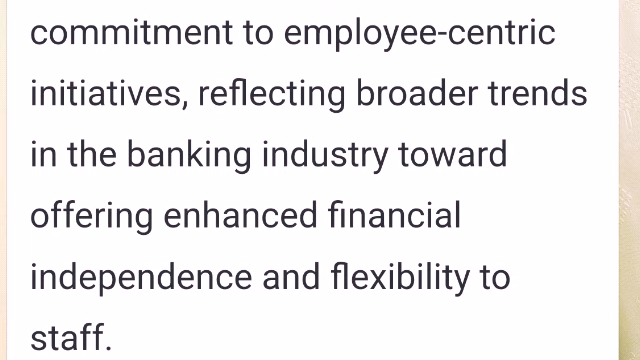 commitment to employee-centric
initiatives, reflecting broader trends
in the banking industry toward
offering enhanced financial
independence and flexibility to
staff.